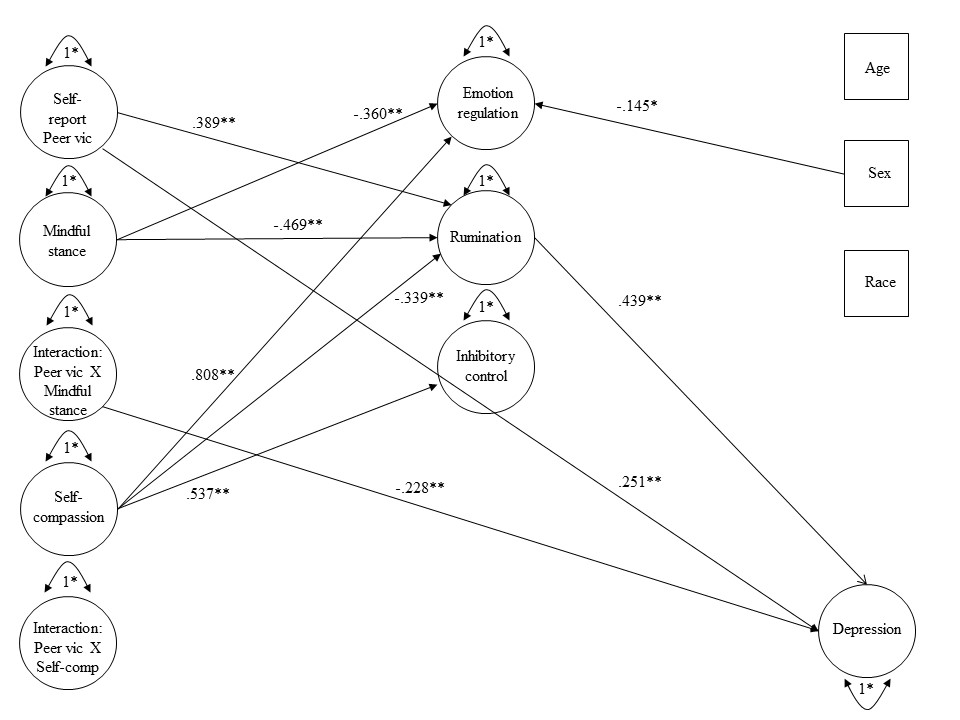 1*
Self-
report
Peer vic
1*
Mindful
stance
1*
Interaction:
Peer vic X
Mindful
stance
1*
Self-
compassion
1*
Interaction:
Peer vic X
Self-comp
.389**
-.360**
-.469**
-.339**
.808**
.537**
-.228**
1*
Emotion
regulation
1*
Rumination
1*
Inhibitory
control
-.145*
.439**
.251**
Age
Sex
Race
Depression
1*